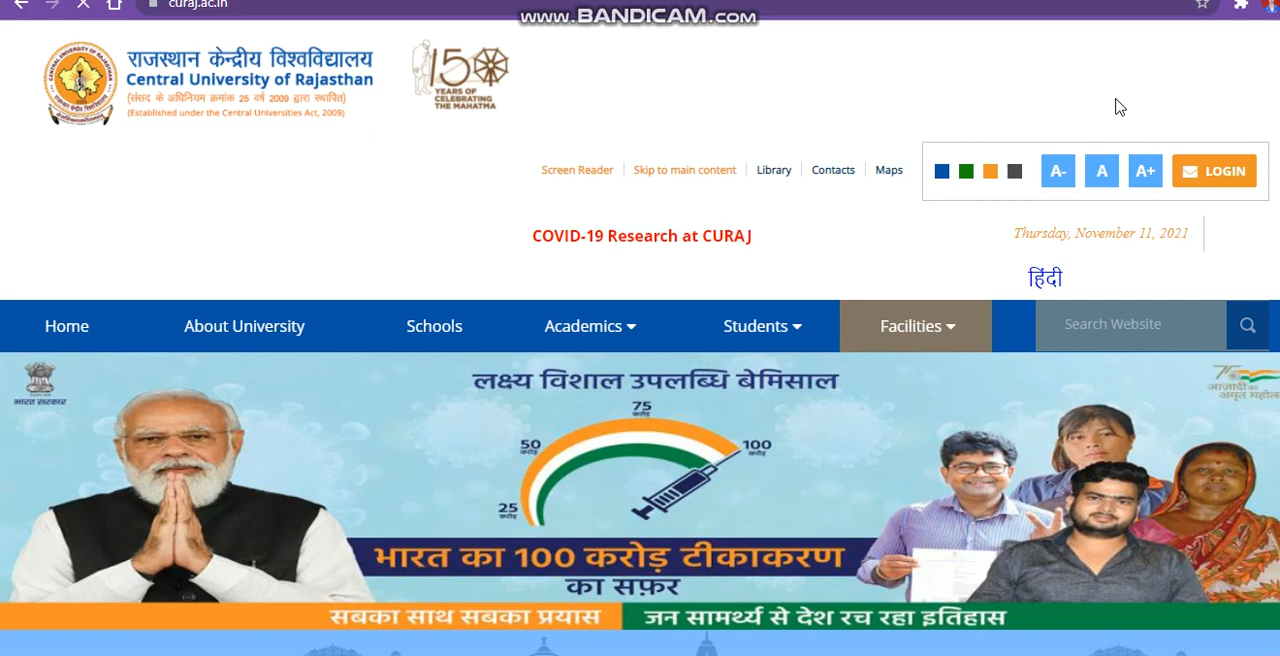 curaj.ac.in
www.BANDICAM.com
राजस्थान केन्द्रीय विश्वविद्यालय
Central University of Rajasthan
(संसद के अधिनियम क्रमांक 25 वर्ष 2009 द्वारा स्थापित)
(Established under the Central Universities Act, 2009)
150
YEARS OF
CELEBRATING
THE MAHATMA
Screen Reader
Skip to main content
Library
Contacts
Maps
A-
A
A+
LOGIN
COVID-19 Research at CURAJ
Thursday, November 11, 2021
हिंदी
Home
About University
Schools
Academics
Students
Facilities
Search Website
भारत सरकार
लक्ष्य विशाल उपलब्धि बेमिसाल
75
करोड़
50
करोड़
100
करोड़
25
करोड़
आज़ादी का
अमृत महोत्स
भारत का 100 करोड़ टीकाकरण
का सफ़र
सबका साथ सबका प्रयास
जन सामर्थ्य से देश रच रहा इतिहास